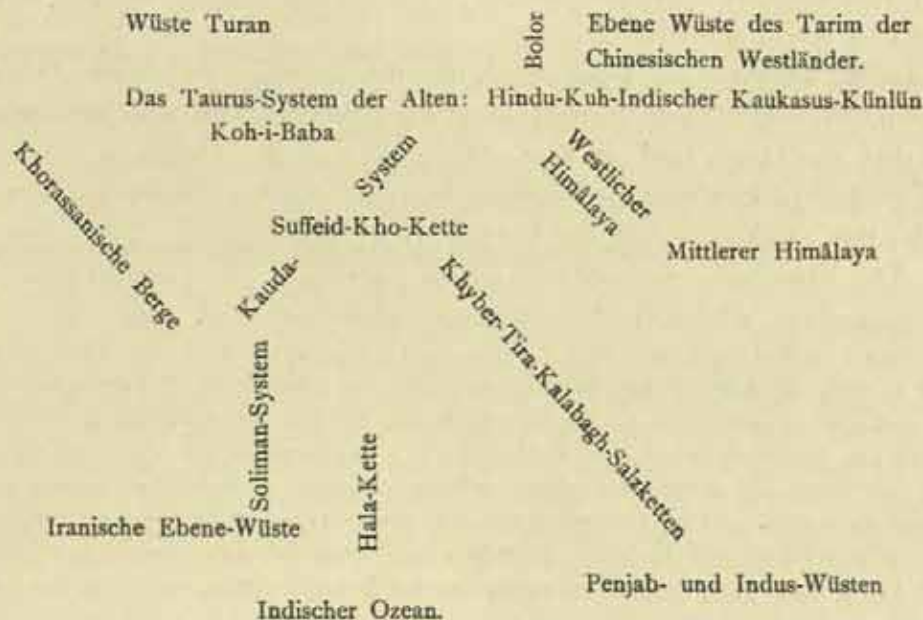 Wüste Turan
Bolor
Ebene Wüste des Tarim der
Chinesischen Westländer.
Das Taurus-System der Alten: Hindu-Kuh-Indischer Kaukasus-Künlün
Koh-i-Baba
System
Westlicher
Himâlaya
Khorassanische Berge
Suffeid-Kho-Kette
Mittlerer Himâlaya
Kauda-
Khyber-Tira-Kalabagh-Salzketten
Soliman-System
Hala-Kette
Iranische Ebene-Wüste
Penjab- und Indus-Wüsten
Indischer Ozean.